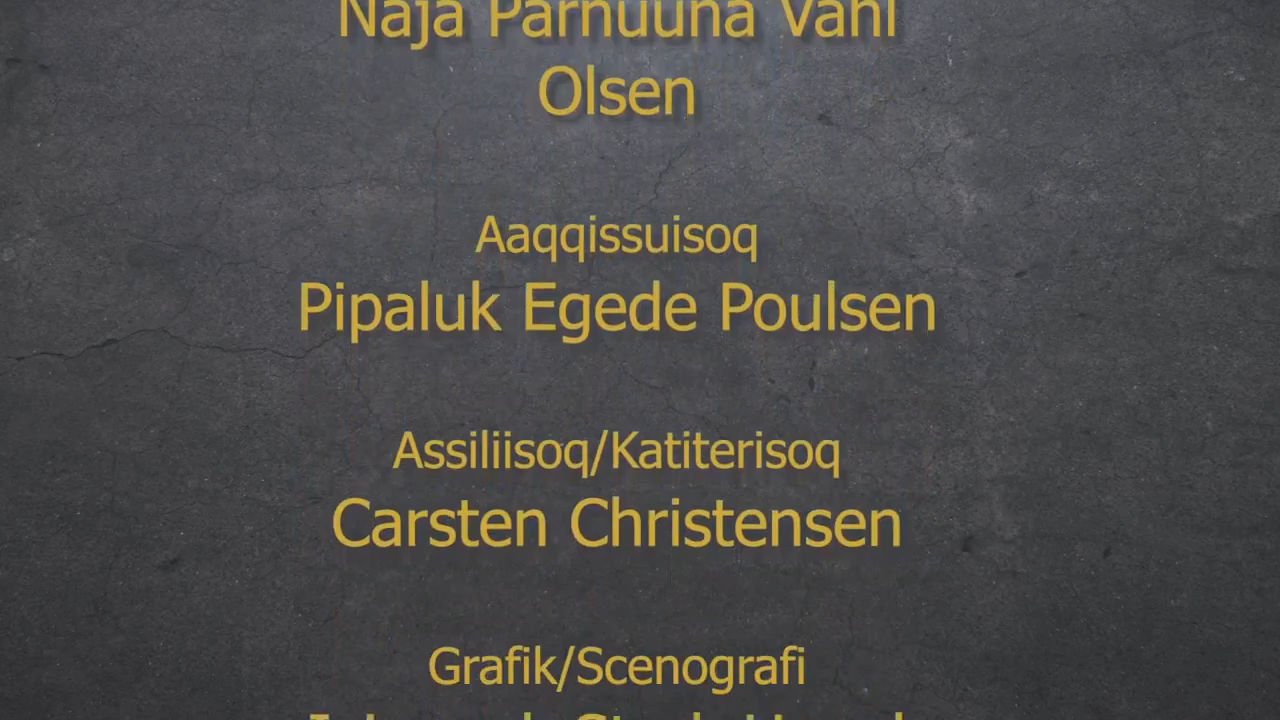 Naja Parnuuna Vahl
Olsen
Aaqqissuisoq
Pipaluk Egede Poulsen
Assiliisoq/Katiterisoq
Carsten Christensen
Grafik/Scenografi